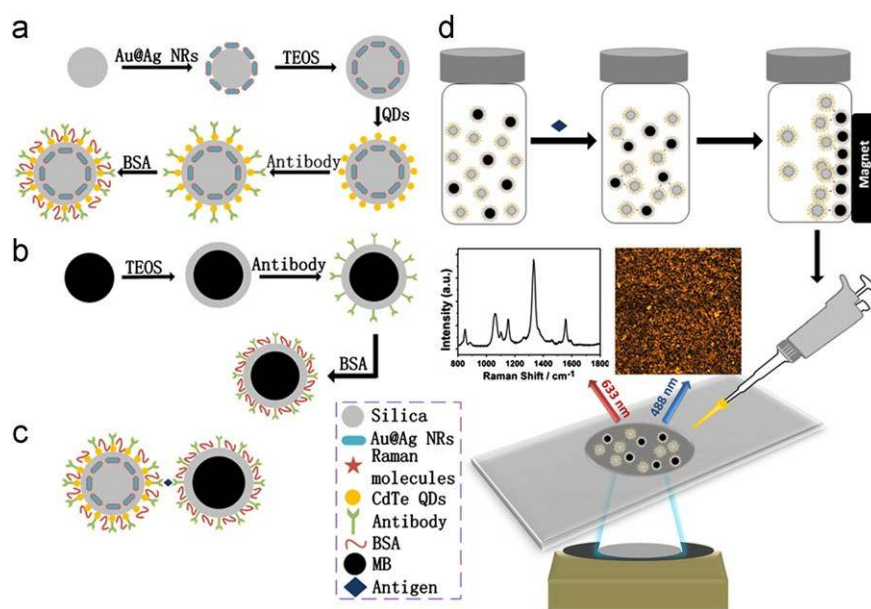 a
Au@Ag NRs
TEOS
QDs
Antibody
BSA
b
TEOS
Antibody
BSA
c
Silica
Au@Ag NRs
Raman
molecules
CdTe QDs
Antibody
BSA
MB
Antigen
d
Magnet
Intensity (a.u.)
800 1000 1200 1400 1600 1800
Raman Shift / cm⁻¹
633 nm
488 nm